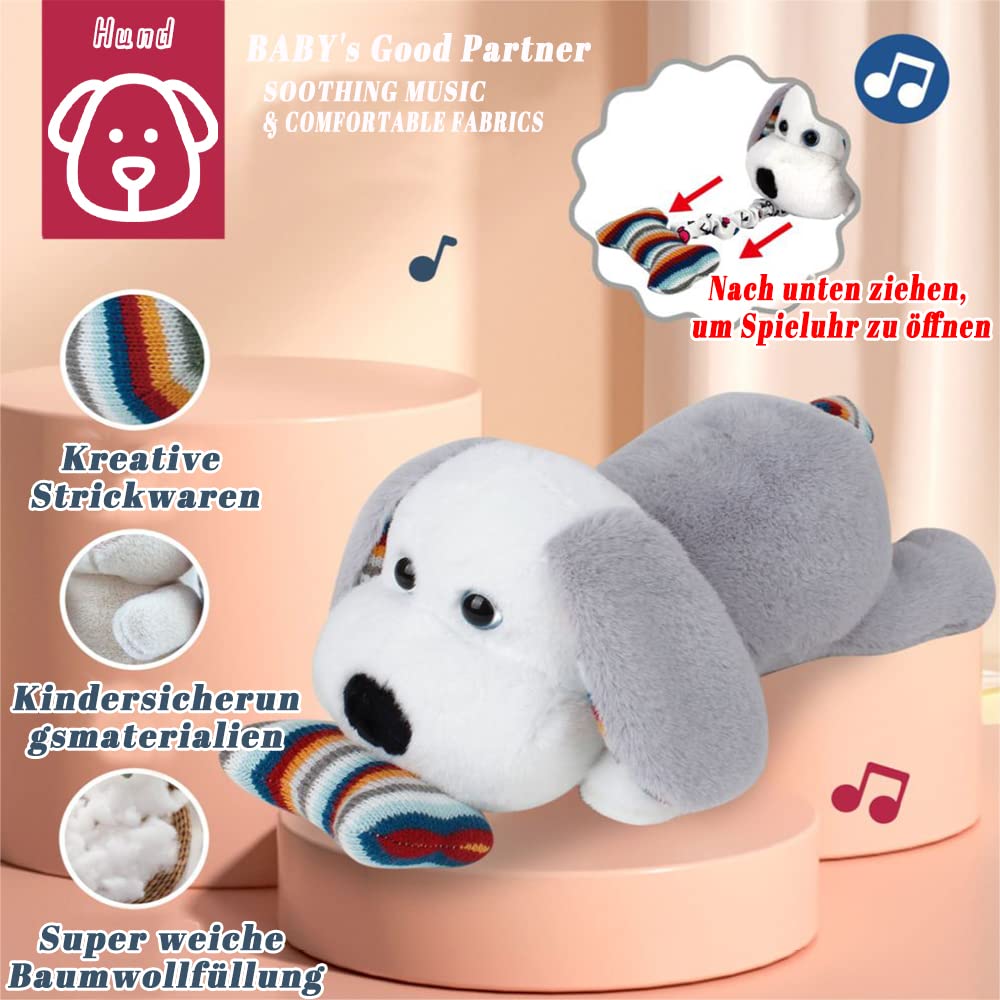 Hund
BABY's Good Partner
SOOTHING MUSIC
& COMFORTABLE FABRICS
Nach unten ziehen,
um Spieluhr zu öffnen
Kreative
Strickwaren
Kindersicherun
gsmaterialien
Super weiche
Baumwollfüllung